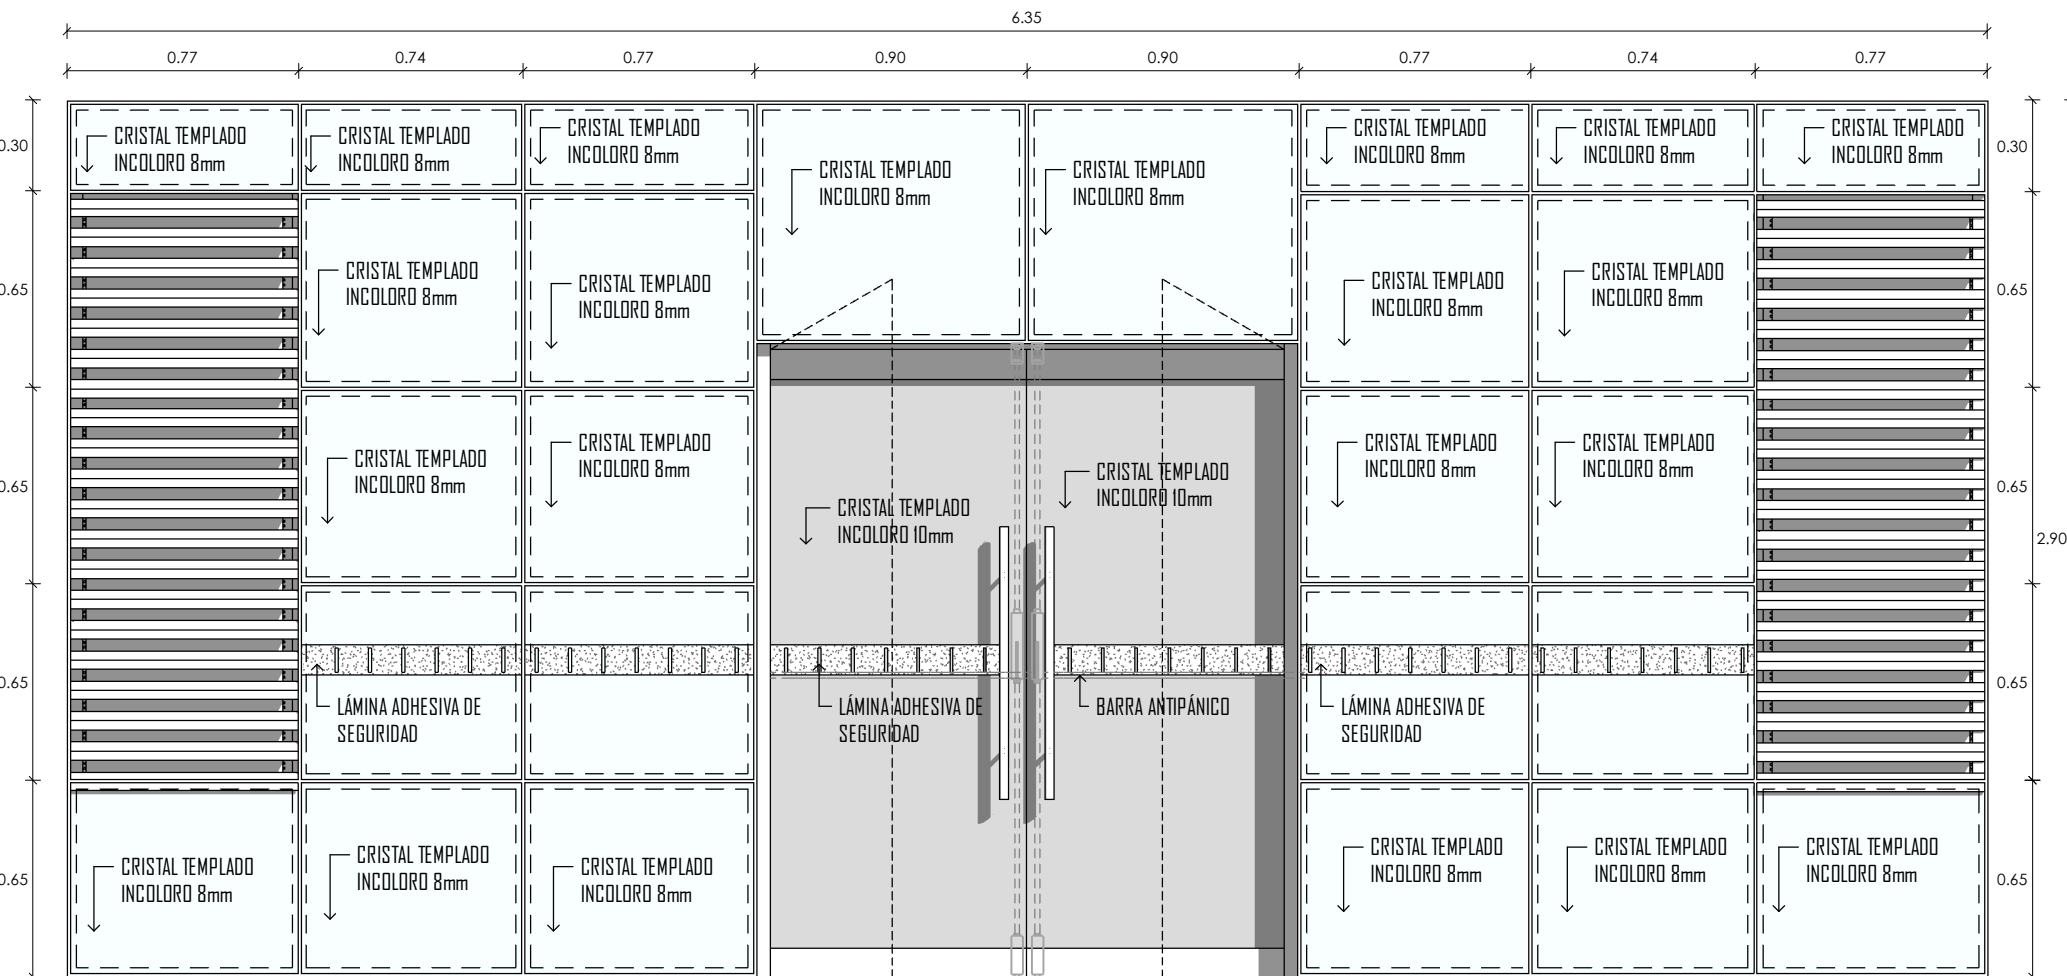 6.35
0.77 0.74 0.77 0.90 0.90 0.77 0.74 0.77
0.30
CRISTAL TEMPLADO
INCOLORO 8mm
CRISTAL TEMPLADO
INCOLORO 8mm
CRISTAL TEMPLADO
INCOLORO 8mm
CRISTAL TEMPLADO
INCOLORO 8mm
CRISTAL TEMPLADO
INCOLORO 8mm
CRISTAL TEMPLADO
INCOLORO 8mm
CRISTAL TEMPLADO
INCOLORO 8mm
CRISTAL TEMPLADO
INCOLORO 8mm
0.30
0.65
CRISTAL TEMPLADO
INCOLORO 8mm
CRISTAL TEMPLADO
INCOLORO 8mm
CRISTAL TEMPLADO
INCOLORO 8mm
CRISTAL TEMPLADO
INCOLORO 8mm
0.65
0.65
CRISTAL TEMPLADO
INCOLORO 8mm
CRISTAL TEMPLADO
INCOLORO 8mm
CRISTAL TEMPLADO
INCOLORO 10mm
CRISTAL TEMPLADO
INCOLORO 10mm
CRISTAL TEMPLADO
INCOLORO 8mm
CRISTAL TEMPLADO
INCOLORO 8mm
0.65
2.90
0.65
LÁMINA ADHESIVA DE
SEGURIDAD
LÁMINA ADHESIVA DE
SEGURIDAD
BARRA ANTIPÁNICO
LÁMINA ADHESIVA DE
SEGURIDAD
0.65
0.65
CRISTAL TEMPLADO
INCOLORO 8mm
CRISTAL TEMPLADO
INCOLORO 8mm
CRISTAL TEMPLADO
INCOLORO 8mm
CRISTAL TEMPLADO
INCOLORO 8mm
CRISTAL TEMPLADO
INCOLORO 8mm
CRISTAL TEMPLADO
INCOLORO 8mm
0.65